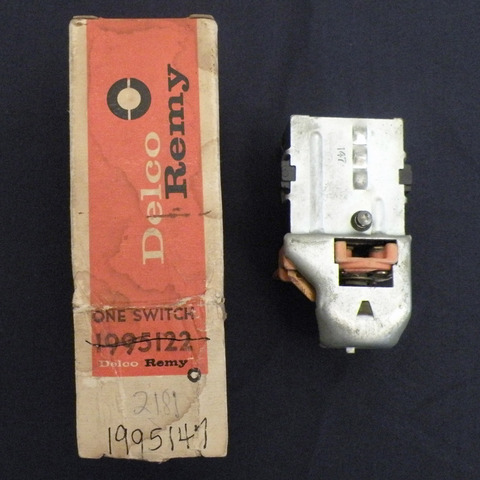 Delco
Remy
ONE SWITCH
1995122
Delco Remy
2181
1995147
147